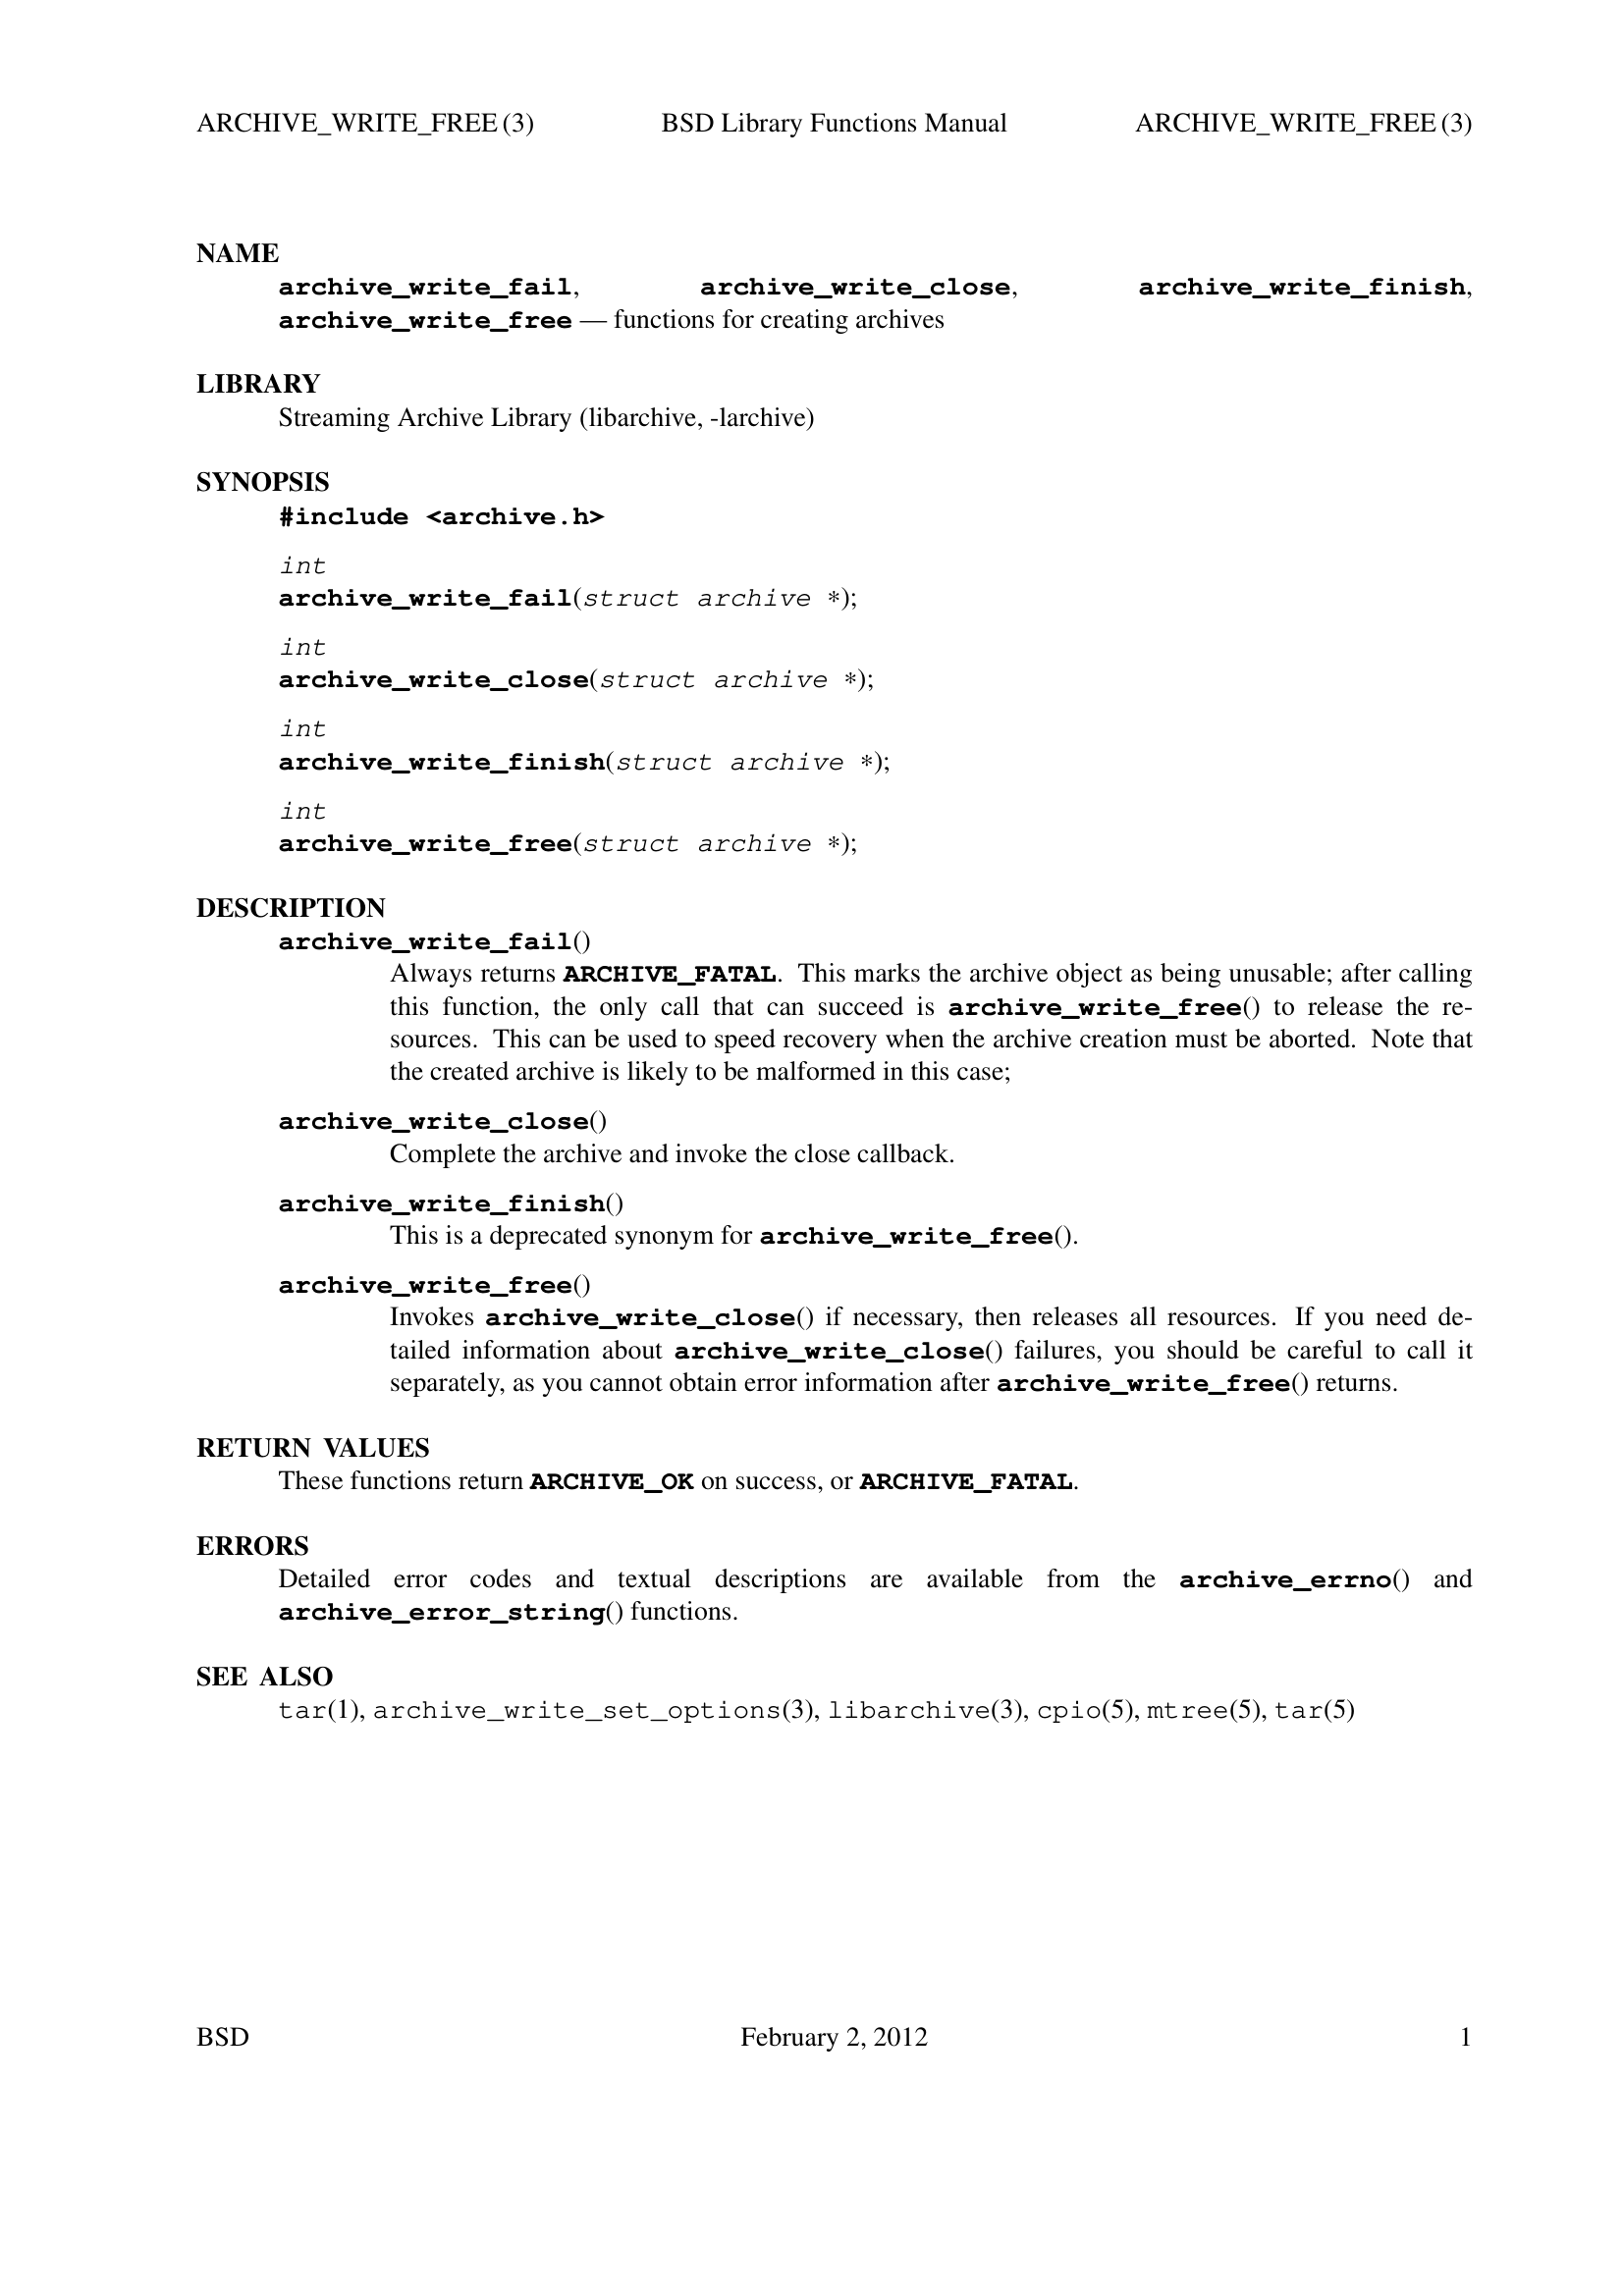 ARCHIVE_WRITE_FREE (3) BSD Library Functions Manual ARCHIVE_WRITE_FREE (3)
NAME
archive_write_fail, archive_write_close, archive_write_finish,
archive_write_free — functions for creating archives
LIBRARY
Streaming Archive Library (libarchive, -larchive)
SYNOPSIS
#include <archive.h>
int
archive_write_fail(struct archive *);
int
archive_write_close(struct archive *);
int
archive_write_finish(struct archive *);
int
archive_write_free(struct archive *);
DESCRIPTION
archive_write_fail()
Always returns ARCHIVE_FATAL. This marks the archive object as being unusable; after calling
this function, the only call that can succeed is archive_write_free() to release the re-
sources. This can be used to speed recovery when the archive creation must be aborted. Note that
the created archive is likely to be malformed in this case;
archive_write_close()
Complete the archive and invoke the close callback.
archive_write_finish()
This is a deprecated synonym for archive_write_free().
archive_write_free()
Invokes archive_write_close() if necessary, then releases all resources. If you need de-
tailed information about archive_write_close() failures, you should be careful to call it
separately, as you cannot obtain error information after archive_write_free() returns.
RETURN VALUES
These functions return ARCHIVE_OK on success, or ARCHIVE_FATAL.
ERRORS
Detailed error codes and textual descriptions are available from the archive_errno() and
archive_error_string() functions.
SEE ALSO
tar(1), archive_write_set_options(3), libarchive(3), cpio(5), mtree(5), tar(5)
BSD February 2, 2012 1